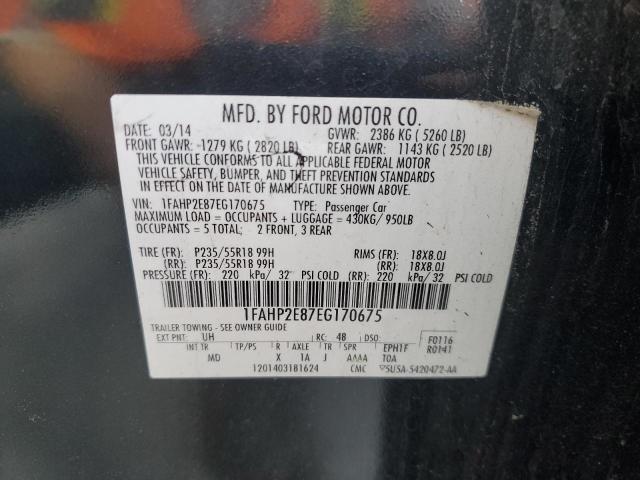 MFD. BY FORD MOTOR CO.
DATE: 03/14 GVWR: 2386 KG ( 5260 LB)
FRONT GAWR: 1279 KG ( 2820 LB) REAR GAWR: 1143 KG ( 2520 LB)
THIS VEHICLE CONFORMS TO ALL APPLICABLE FEDERAL MOTOR
VEHICLE SAFETY, BUMPER, AND THEFT PREVENTION STANDARDS
IN EFFECT ON THE DATE OF MANUFACTURE SHOWN ABOVE.
VIN: 1FAHP2E87EG170675 TYPE: Passenger Car
MAXIMUM LOAD = OCCUPANTS + LUGGAGE = 430KG/ 950LB
OCCUPANTS = 5 TOTAL: 2 FRONT, 3 REAR
TIRE (FR): P235/55R18 99H RIMS (FR): 18X8.0J
(RR): P235/55R18 99H (RR): 18X8.0J
PRESSURE (FR): 220 kPa/ 32 PSI COLD (RR): 220 kPa/ 32 PSI COLD
1FAHP2E87EG170675
TRAILER TOWING - SEE OWNER GUIDE
EXT PNT: UH RC: 48 DSO: F0116
INT TR TP/PS R AXLE TR SPR EPH1F R0141
MD X 1A J AAAA T0A
1201403181624 CMC 5U5A-5420472-AA